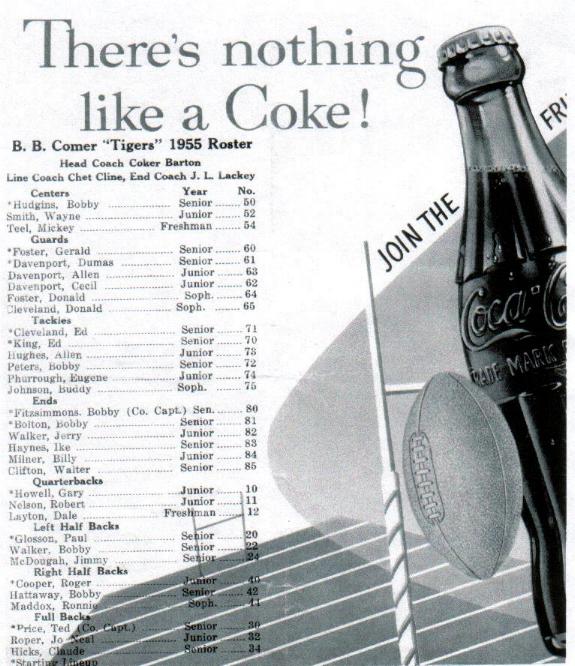 There's nothing
like a Coke!
B. B. Comer "Tigers" 1955 Roster
Head Coach Coker Barton
Line Coach Chet Cline, End Coach J. L. Lackey
Centers Year No.
*Hudgins, Bobby Senior 50
Smith, Wayne Junior 52
Teel, Mickey Freshman 54
Guards
*Foster, Gerald Senior 60
*Davenport, Dumas Senior 61
Davenport, Allen Junior 63
Davenport, Cecil Junior 62
Foster, Donald Soph. 64
Cleveland, Donald Soph. 65
Tackles
*Cleveland, Ed Senior 71
*King, Ed Senior 70
Hughes, Allen Junior 73
Peters, Bobby Senior 72
Phurrough, Eugene Junior 74
Johnson, Buddy Soph. 75
Ends
*Fitzsimmons. Bobby (Co. Capt.) Sen. 80
*Bolton, Bobby Senior 81
Walker, Jerry Junior 82
Haynes, Ike Senior 83
Milner, Billy Junior 84
Clifton, Walter Senior 85
Quarterbacks
*Howell, Gary Junior 10
Nelson, Robert Junior 11
Layton, Dale Freshman 12
Left Half Backs
*Glosson, Paul Senior 20
Walker, Bobby Senior 22
McDougah, Jimmy Senior 24
Right Half Backs
*Cooper, Roger Junior 40
Hattaway, Bobby Senior 42
Maddox, Ronnie Soph. 41
Full Backs
*Price, Ted (Co. Capt.) Senior 30
Roper, Jo Neal Junior 32
Hicks, Claude Senior 34
*Starting Lineup
JOIN THE
FRI
Coca-C
TRADE MARK